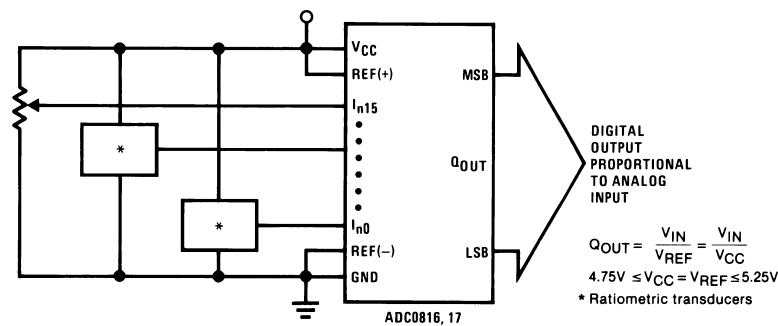 VCC
REF(+)
In15
*
*
In0
REF(−)
GND
MSB
QOUT
LSB
ADC0816, 17
DIGITAL
OUTPUT
PROPORTIONAL
TO ANALOG
INPUT
QOUT = VIN/VREF = VIN/VCC
4.75V ≤ VCC = VREF ≤ 5.25V
* Ratiometric transducers